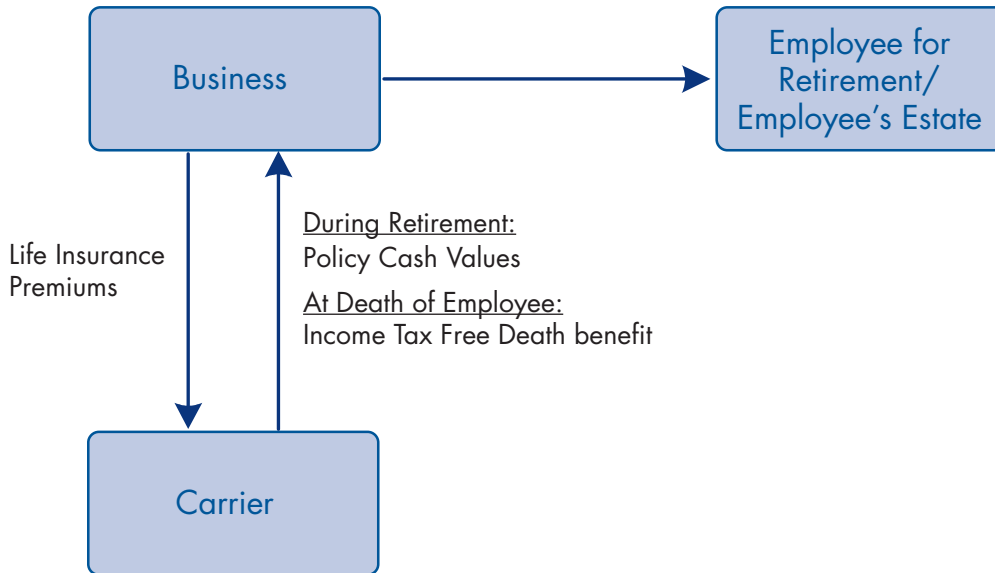 Business
Employee for
Retirement/
Employee’s Estate
Life Insurance
Premiums
During Retirement:
Policy Cash Values
At Death of Employee:
Income Tax Free Death benefit
Carrier